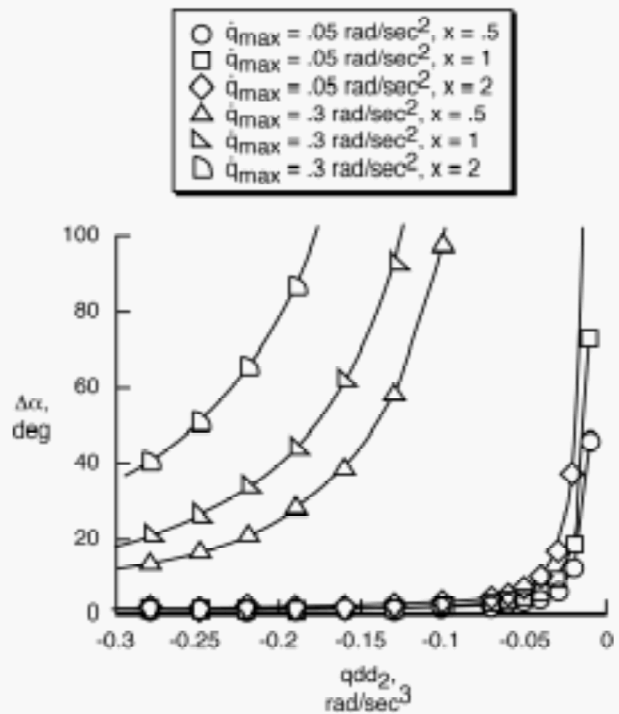 q̇max = .05 rad/sec², x = .5
q̇max = .05 rad/sec², x = 1
q̇max = .05 rad/sec², x = 2
q̇max = .3 rad/sec², x = .5
q̇max = .3 rad/sec², x = 1
q̇max = .3 rad/sec², x = 2
100
80
60
Δα,
deg
40
20
0
-0.3 -0.25 -0.2 -0.15 -0.1 -0.05 0
qdd₂,
rad/sec³